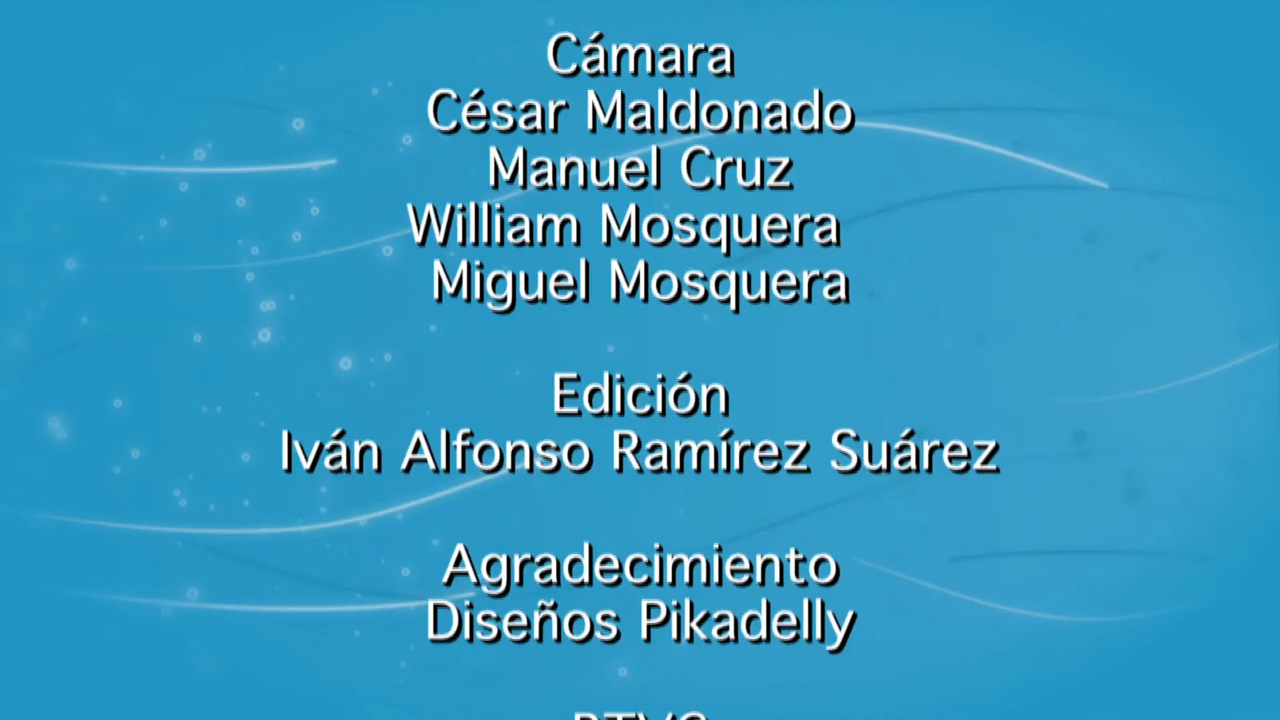 Cámara
César Maldonado
Manuel Cruz
William Mosquera
Miguel Mosquera
Edición
Iván Alfonso Ramírez Suárez
Agradecimiento
Diseños Pikadelly